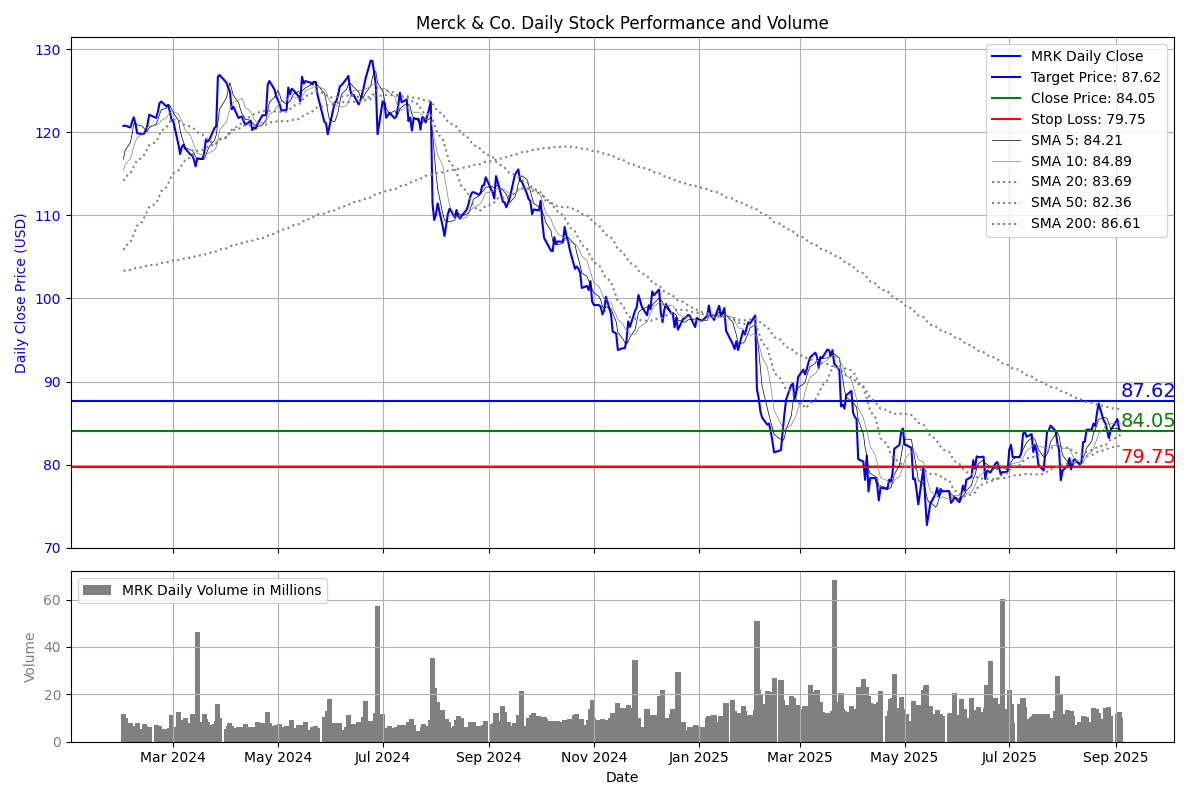 Merck & Co. Daily Stock Performance and Volume
Daily Close Price (USD)
130
120
110
100
90
80
70
MRK Daily Close
Target Price: 87.62
Close Price: 84.05
Stop Loss: 79.75
SMA 5: 84.21
SMA 10: 84.89
SMA 20: 83.69
SMA 50: 82.36
SMA 200: 86.61
87.62
84.05
79.75
MRK Daily Volume in Millions
Volume
60
40
20
0
Mar 2024
May 2024
Jul 2024
Sep 2024
Nov 2024
Jan 2025
Mar 2025
May 2025
Jul 2025
Sep 2025
Date